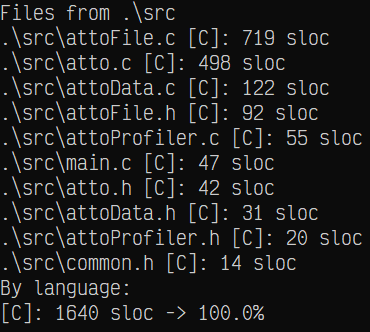 Files from .\src
.\src\attoFile.c [C]: 719 sloc
.\src\atto.c [C]: 498 sloc
.\src\attoData.c [C]: 122 sloc
.\src\attoFile.h [C]: 92 sloc
.\src\attoProfiler.c [C]: 55 sloc
.\src\main.c [C]: 47 sloc
.\src\atto.h [C]: 42 sloc
.\src\attoData.h [C]: 31 sloc
.\src\attoProfiler.h [C]: 20 sloc
.\src\common.h [C]: 14 sloc
By language:
[C]: 1640 sloc -> 100.0%